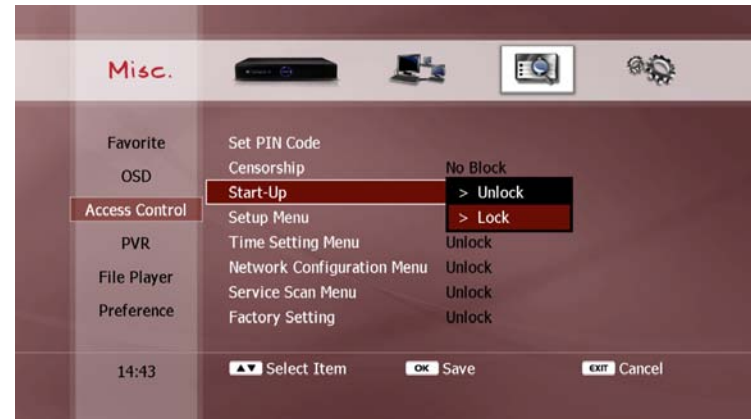 Misc.
Favorite
OSD
Access Control
PVR
File Player
Preference
14:43
Set PIN Code
Censorship No Block
Start-Up > Unlock
Setup Menu > Lock
Time Setting Menu Unlock
Network Configuration Menu Unlock
Service Scan Menu Unlock
Factory Setting Unlock
▲▼ Select Item OK Save EXIT Cancel